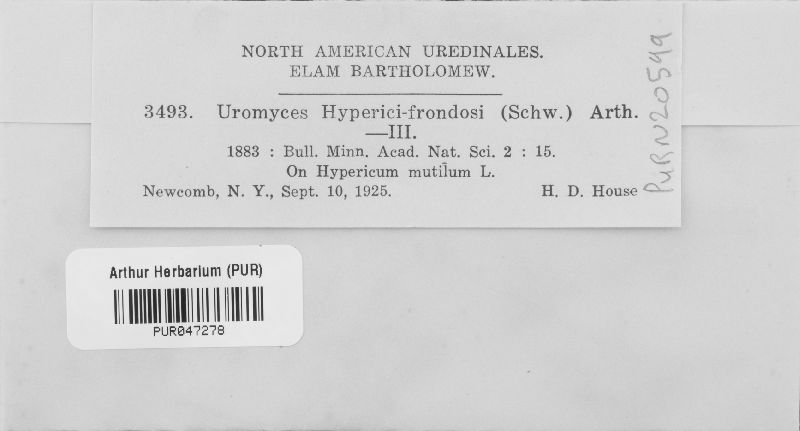 NORTH AMERICAN UREDINALES.
ELAM BARTHOLOMEW.
3493. Uromyces Hyperici-frondosi (Schw.) Arth.
—III.
1883 : Bull. Minn. Acad. Nat. Sci. 2 : 15.
On Hypericum mutilum L.
Newcomb, N. Y., Sept. 10, 1925. H. D. House
PURN20599
Arthur Herbarium (PUR)
PUR047278